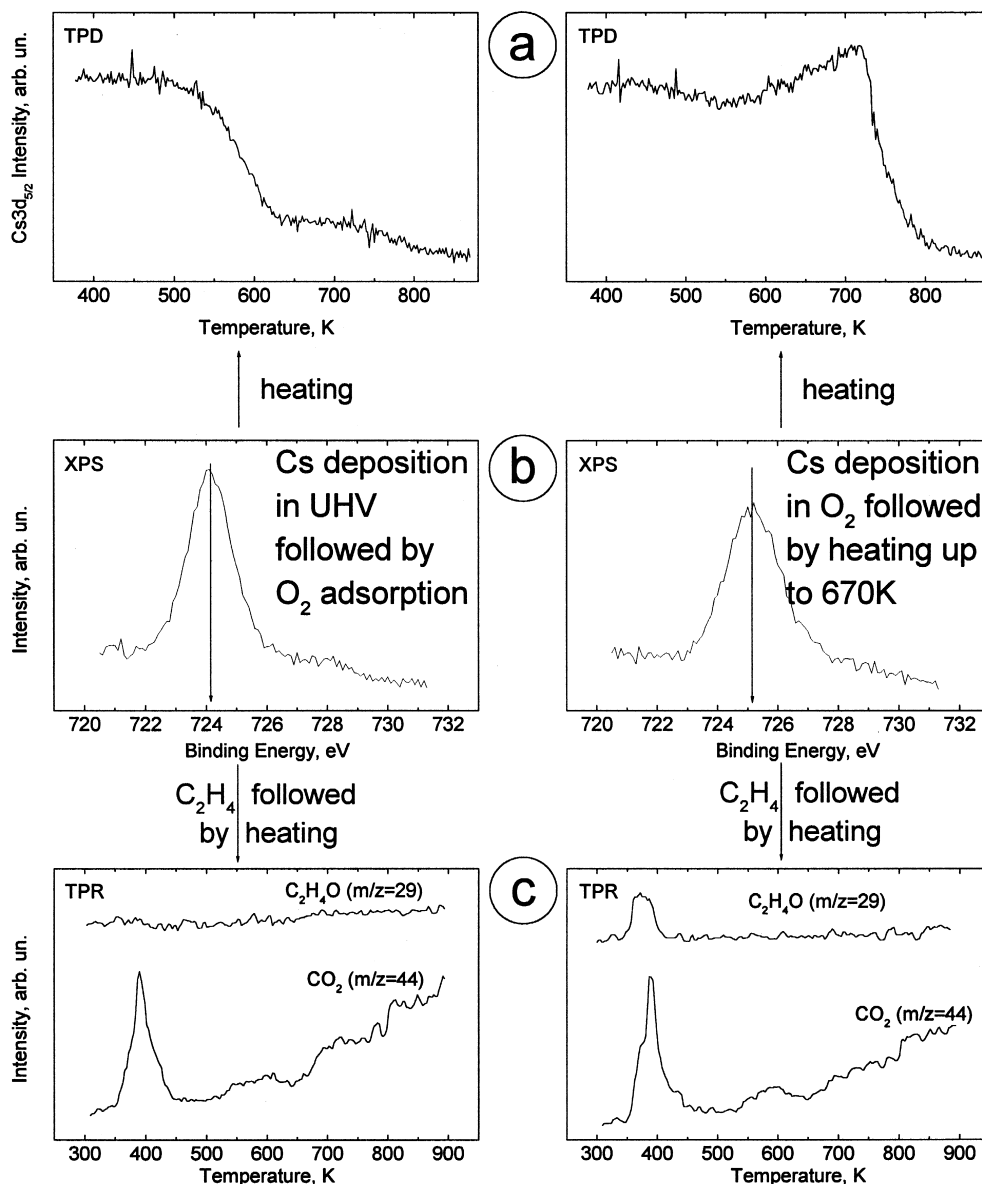 TPD
a
TPD
Cs3d5/2 Intensity, arb. un.
400 500 600 700 800
Temperature, K
400 500 600 700 800
Temperature, K
heating
heating
XPS
Cs deposition
in UHV
followed by
O2 adsorption
b
XPS
Cs deposition
in O2 followed
by heating up
to 670K
Intensity, arb. un.
720 722 724 726 728 730 732
Binding Energy, eV
720 722 724 726 728 730 732
Binding Energy, eV
C2H4 followed
by heating
C2H4 followed
by heating
TPR
C2H4O (m/z=29)
CO2 (m/z=44)
c
TPR
C2H4O (m/z=29)
CO2 (m/z=44)
Intensity, arb. un.
300 400 500 600 700 800 900
Temperature, K
300 400 500 600 700 800 900
Temperature, K